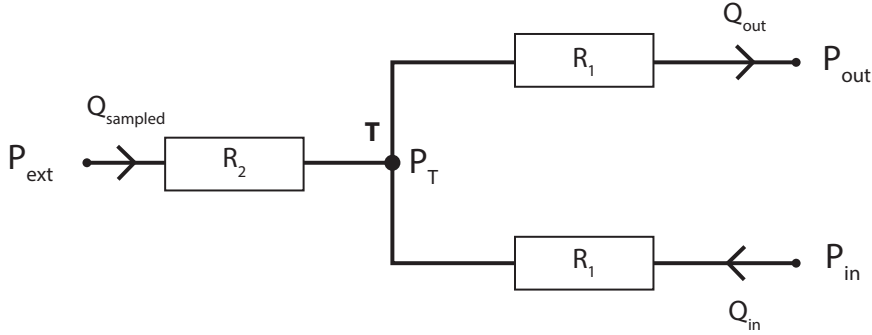 Q_out
R_1
P_out
Q_sampled
T
P_ext
R_2
P_T
R_1
P_in
Q_in